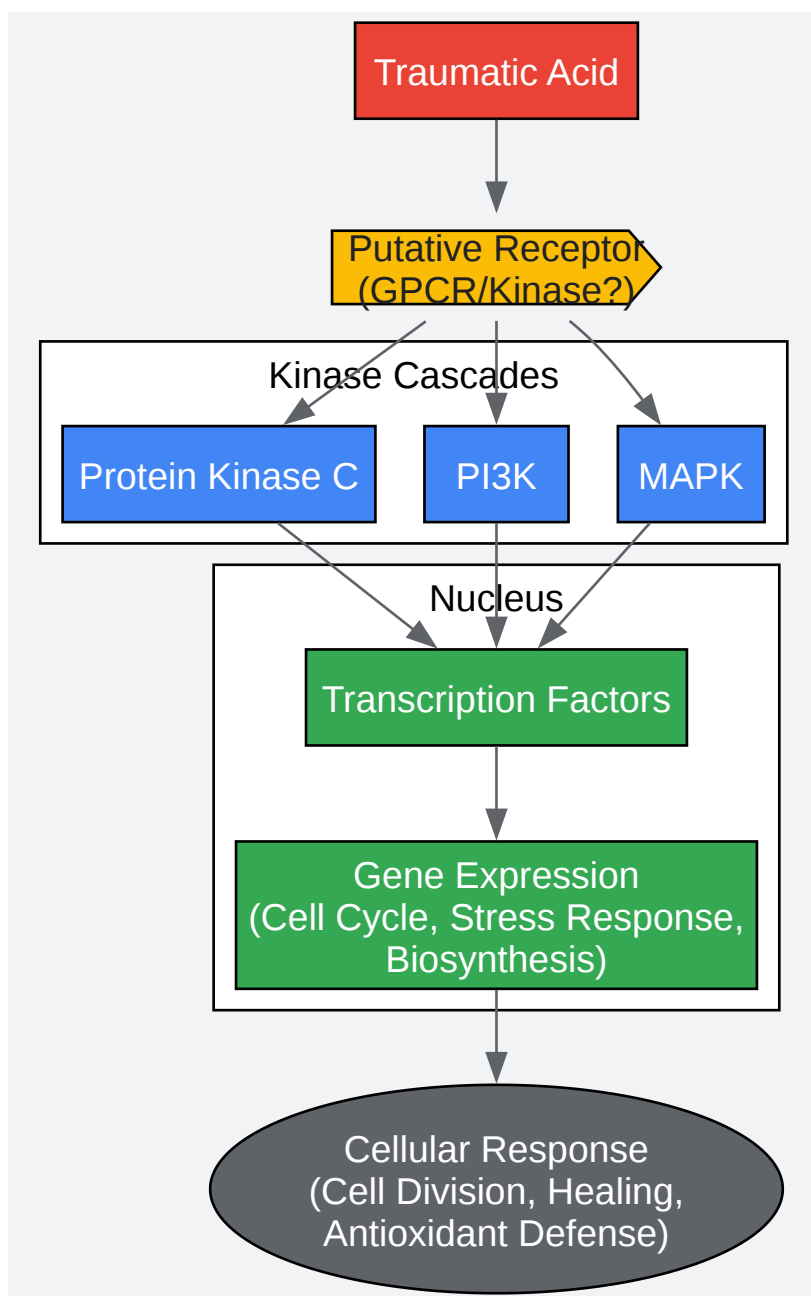 Traumatic Acid
Putative Receptor
(GPCR/Kinase?)
Kinase Cascades
Protein Kinase C
PI3K
MAPK
Nucleus
Transcription Factors
Gene Expression
(Cell Cycle, Stress Response,
Biosynthesis)
Cellular Response
(Cell Division, Healing,
Antioxidant Defense)